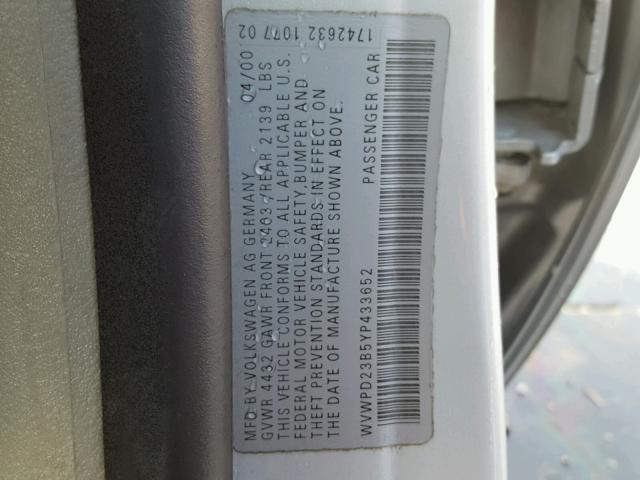 1742632 1077 02
MFD BY VOLKSWAGEN AG GERMANY 04/00
GVWR 4432 GAWR FRONT 2403/REAR 2139 LBS
THIS VEHICLE CONFORMS TO ALL APPLICABLE U.S.
FEDERAL MOTOR VEHICLE SAFETY,BUMPER AND
THEFT PREVENTION STANDARDS IN EFFECT ON
THE DATE OF MANUFACTURE SHOWN ABOVE.
WVWPD23B5YP433652 PASSENGER CAR